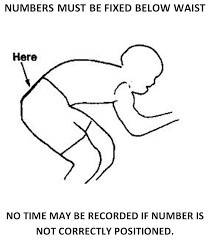 NUMBERS MUST BE FIXED BELOW WAIST
Here
NO TIME MAY BE RECORDED IF NUMBER IS
NOT CORRECTLY POSITIONED.